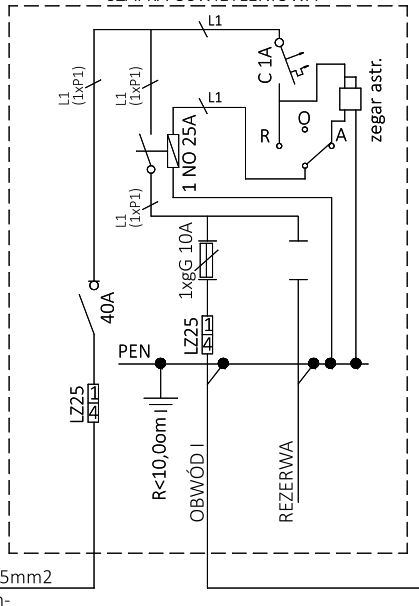 L1
L1
(1xP1)
L1
(1xP1)
C 1A
zegar astr.
L1
O
R
A
1 NO 25A
L1
(1xP1)
1xgG 10A
40A
LZ25
1
4
PEN
LZ25
1
4
R<10,0om
OBWÓD I
REZERWA
5mm2